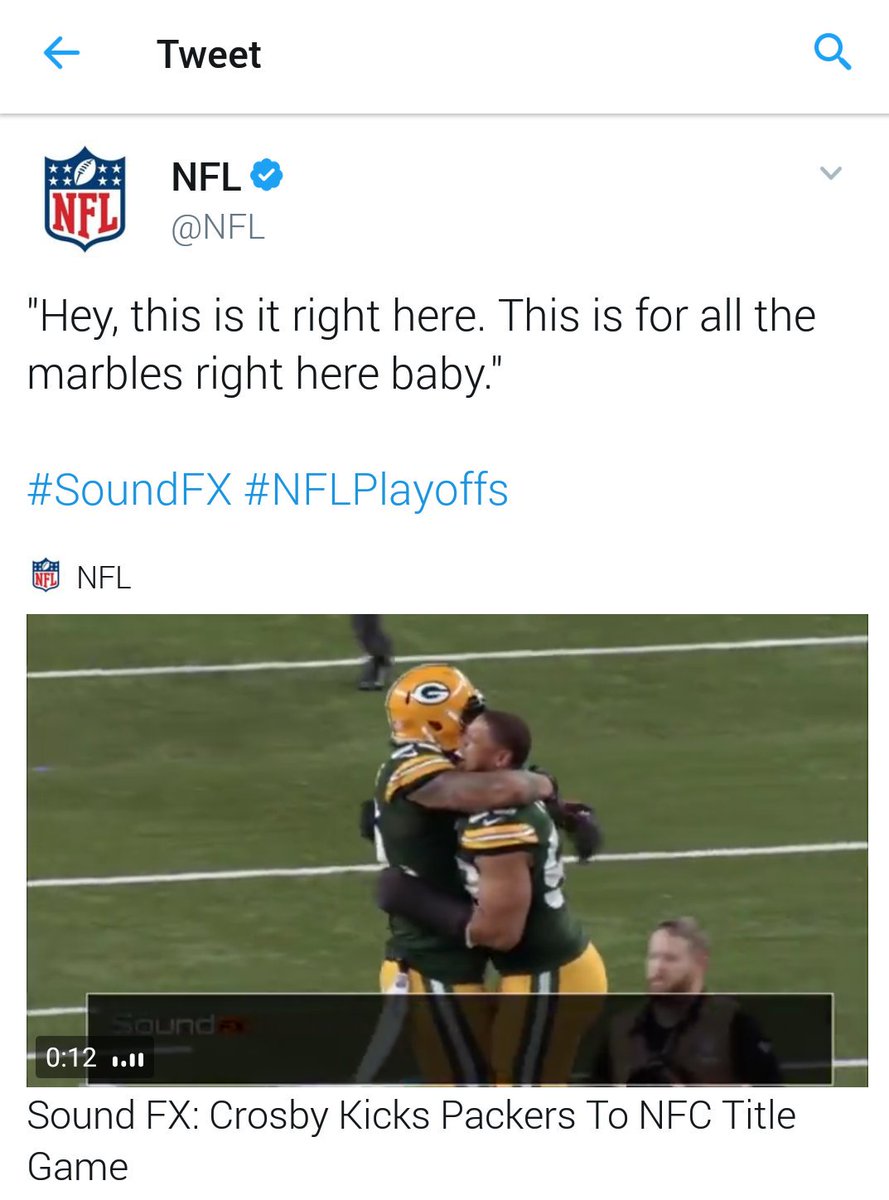 Tweet
NFL
NFL
@NFL
"Hey, this is it right here. This is for all the
marbles right here baby."
#SoundFX #NFLPlayoffs
NFL
NFL
G
Sound FX
0:12
Sound FX: Crosby Kicks Packers To NFC Title
Game